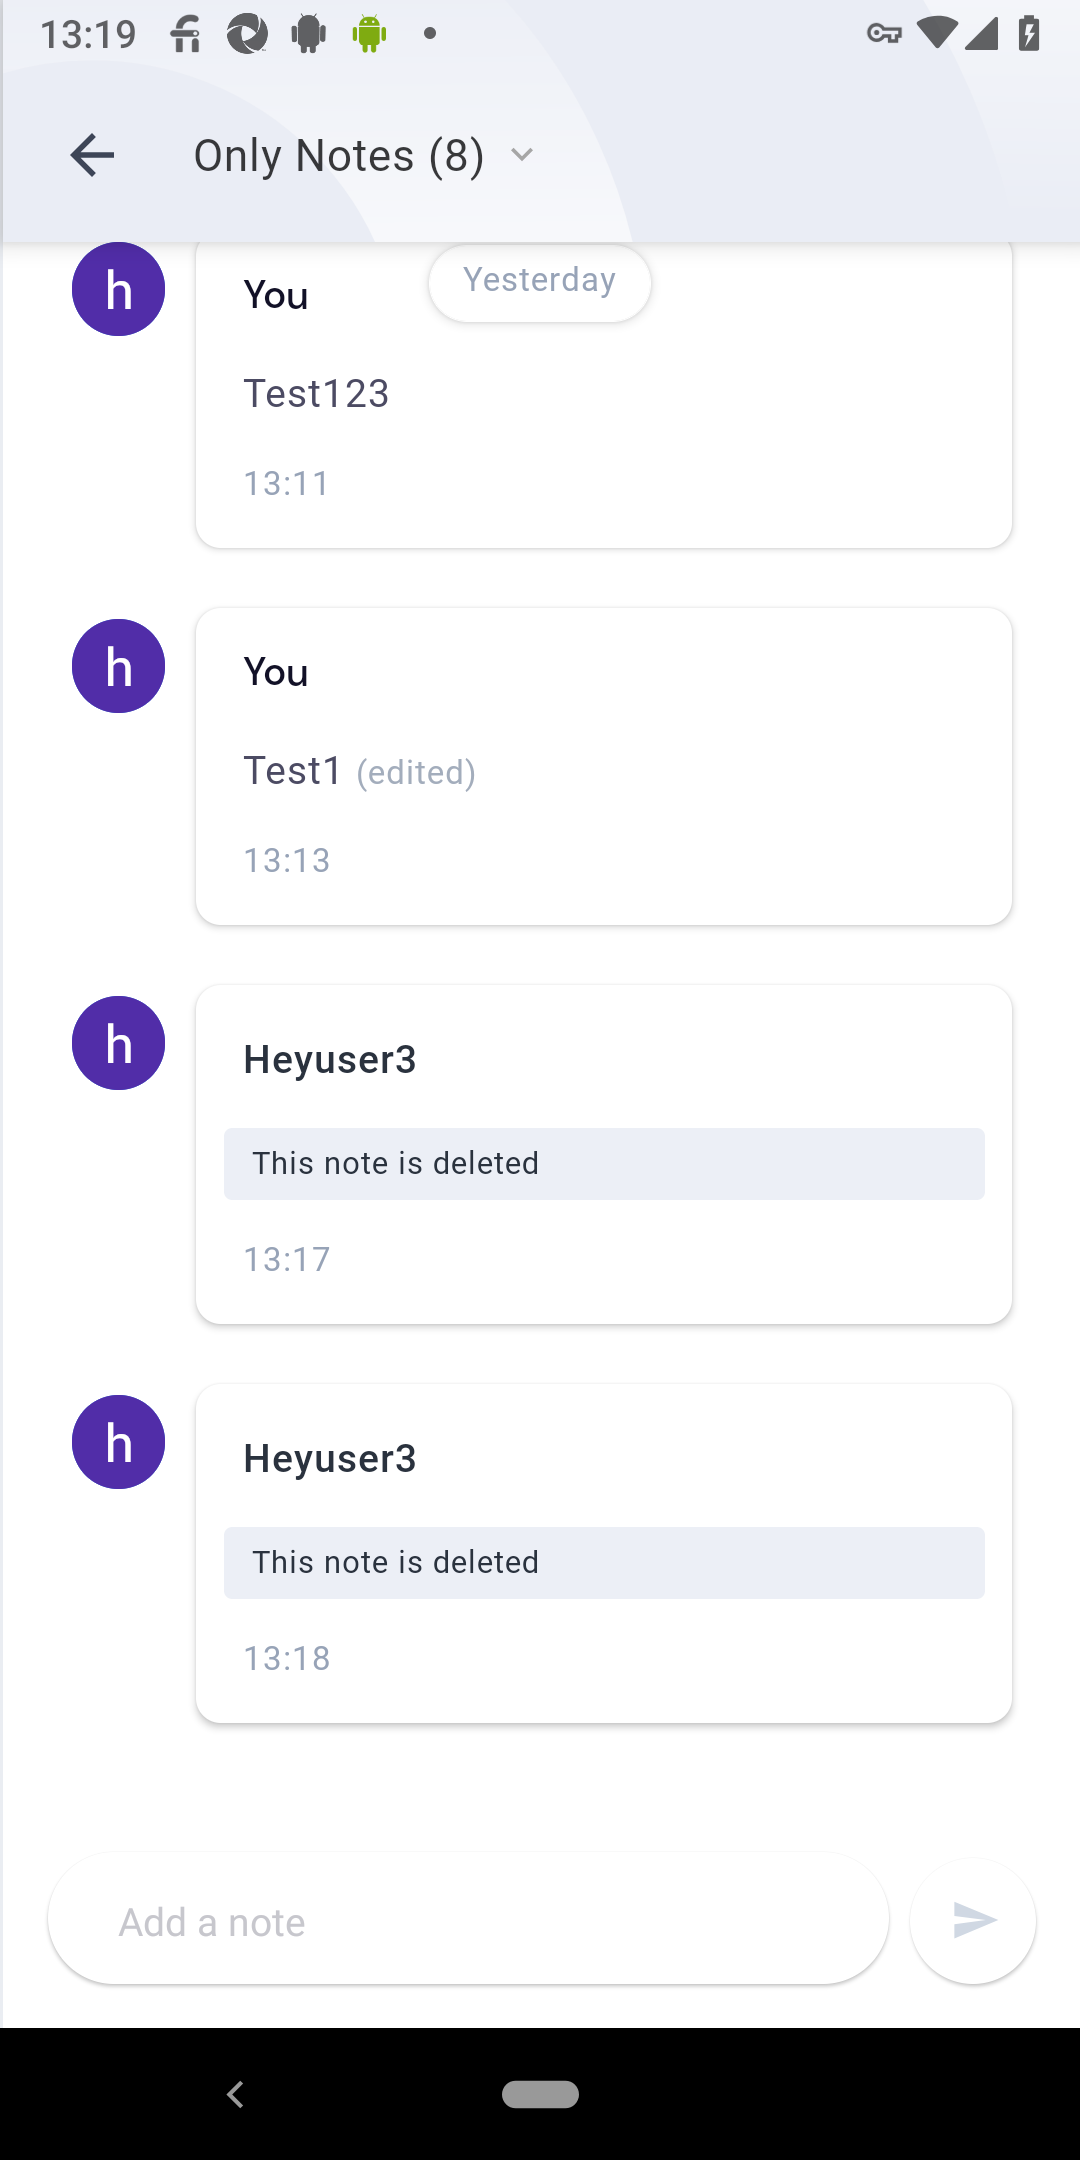 13:19
Only Notes (8)
h
You
Yesterday
Test123
13:11
h
You
Test1 (edited)
13:13
h
Heyuser3
This note is deleted
13:17
h
Heyuser3
This note is deleted
13:18
Add a note